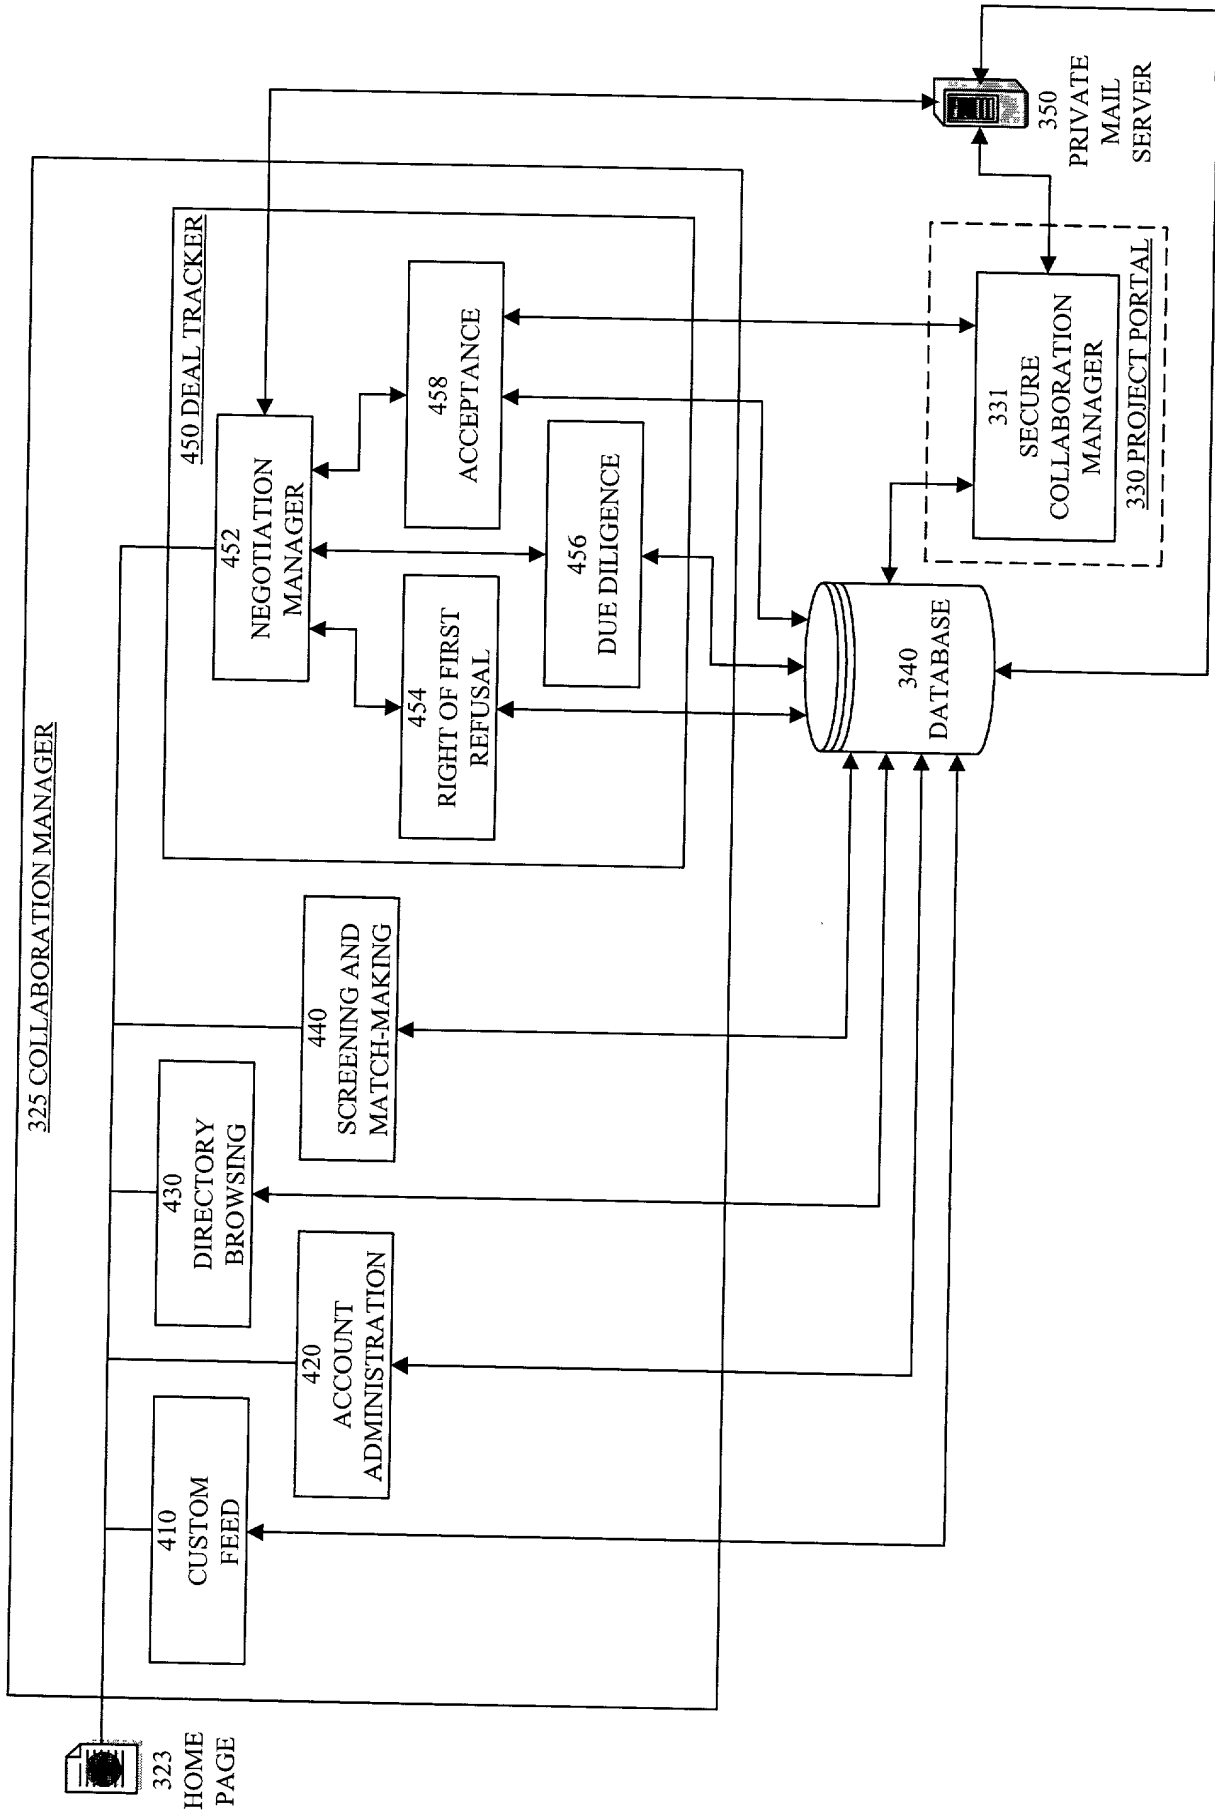 325 COLLABORATION MANAGER
323
HOME
PAGE
410
CUSTOM
FEED
420
ACCOUNT
ADMINISTRATION
430
DIRECTORY
BROWSING
440
SCREENING AND
MATCH-MAKING
450 DEAL TRACKER
452
NEGOTIATION
MANAGER
454
RIGHT OF FIRST
REFUSAL
456
DUE DILIGENCE
458
ACCEPTANCE
340
DATABASE
331
SECURE
COLLABORATION
MANAGER
330 PROJECT PORTAL
350
PRIVATE
MAIL
SERVER